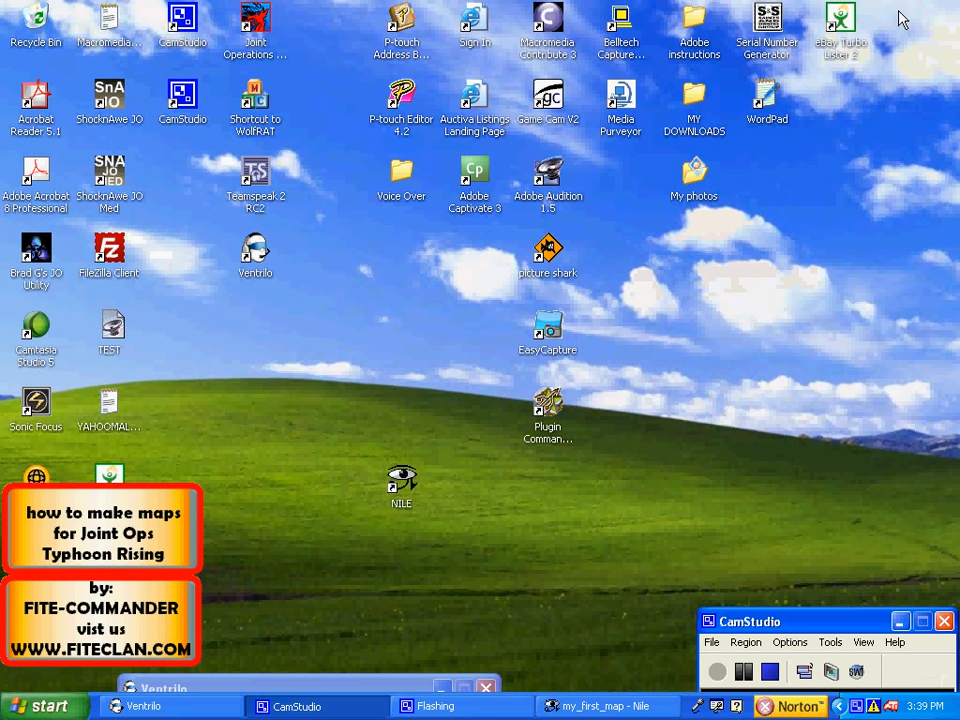 Recycle Bin
Macromedia...
CamStudio
Joint
Operations ...
P-touch
Address B...
Sign In
Macromedia
Contribute 3
Belltech
Capture...
Adobe
instructions
Serial Number
Generator
eBay Turbo
Lister 2
Acrobat
Reader 5.1
ShocknAwe JO
CamStudio
Shortcut to
WolfRAT
P-touch Editor
4.2
Auctiva Listings
Landing Page
Game Cam V2
Media
Purveyor
MY
DOWNLOADS
WordPad
Adobe Acrobat
8 Professional
ShocknAwe JO
Med
Teamspeak 2
RC2
Voice Over
Adobe
Captivate 3
Adobe Audition
1.5
My photos
Brad G's JO
Utility
FileZilla Client
Ventrilo
picture shark
Camtasia
Studio 5
TEST
EasyCapture
Sonic Focus
YAHOOMAL...
Plugin
Comman...
NILE
how to make maps
for Joint Ops
Typhoon Rising
by:
FITE-COMMANDER
vist us
WWW.FITECLAN.COM
CamStudio
File Region Options Tools View Help
Ventrilo
start
Ventrilo
CamStudio
Flashing
my_first_map - Nile
Norton™
3:39 PM